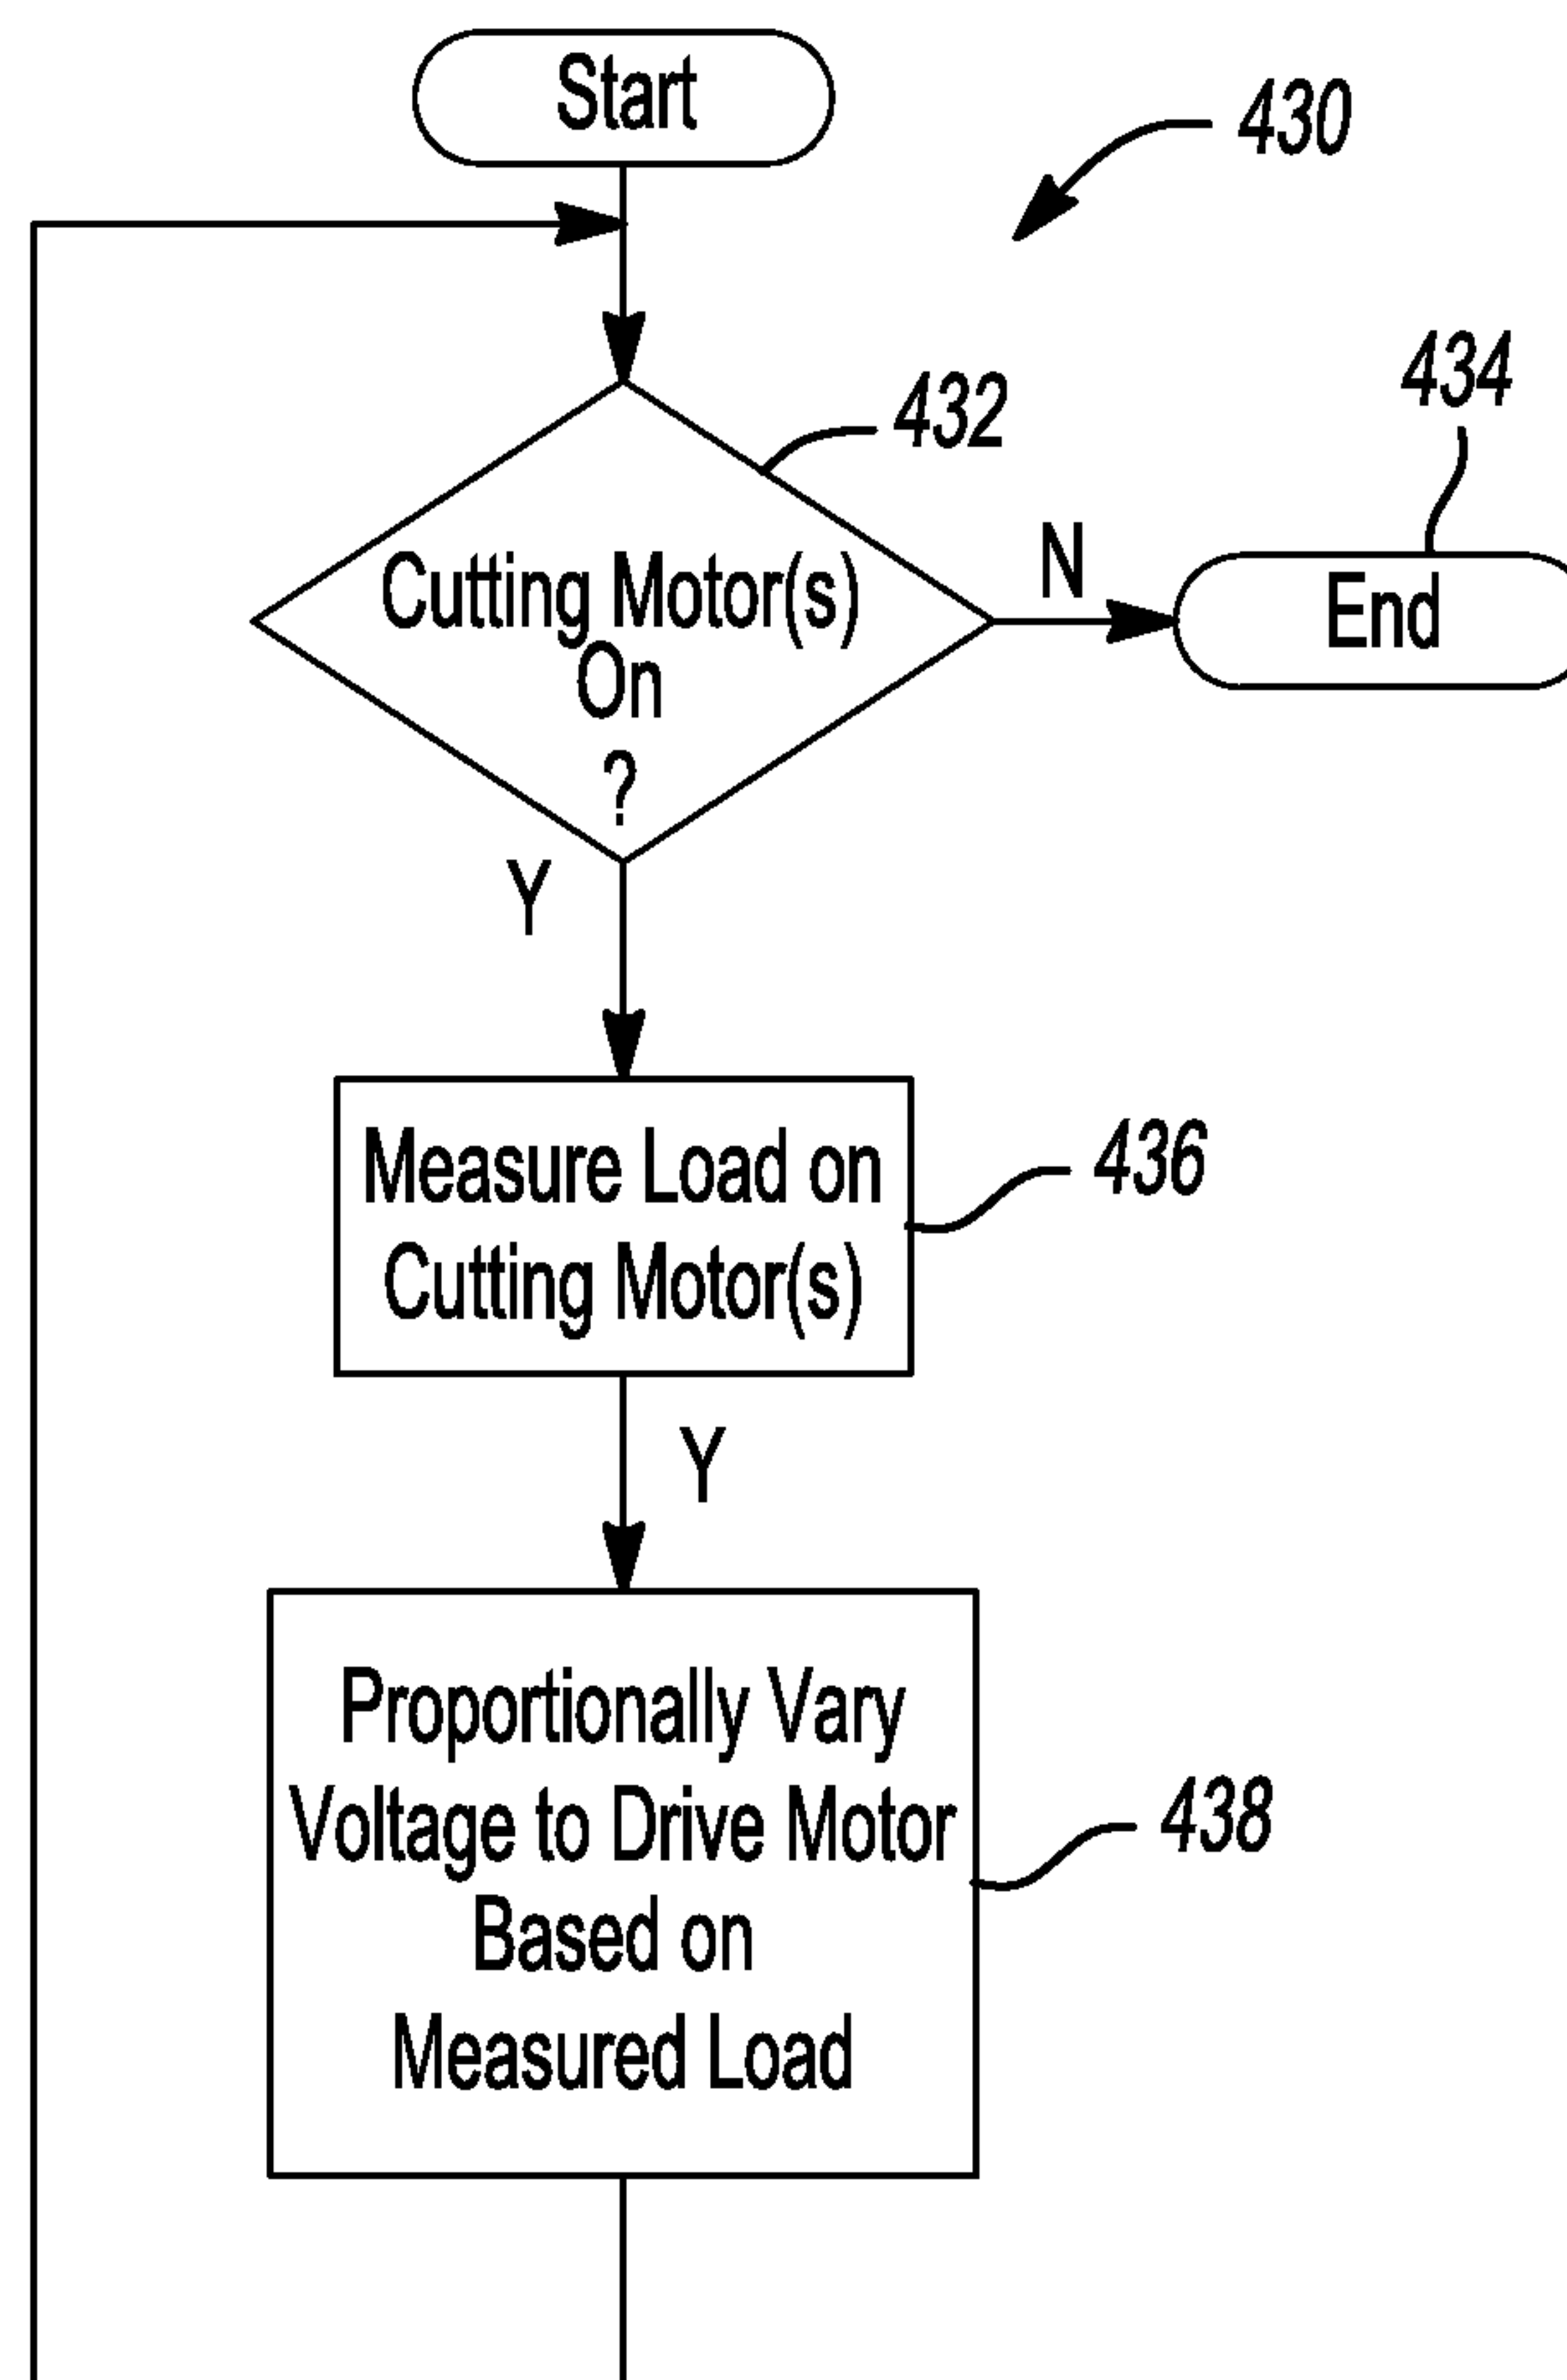 Start
430
432
434
Cutting Motor(s)
On
?
N
End
Y
Measure Load on
Cutting Motor(s)
436
Y
Proportionally Vary
Voltage to Drive Motor
Based on
Measured Load
438